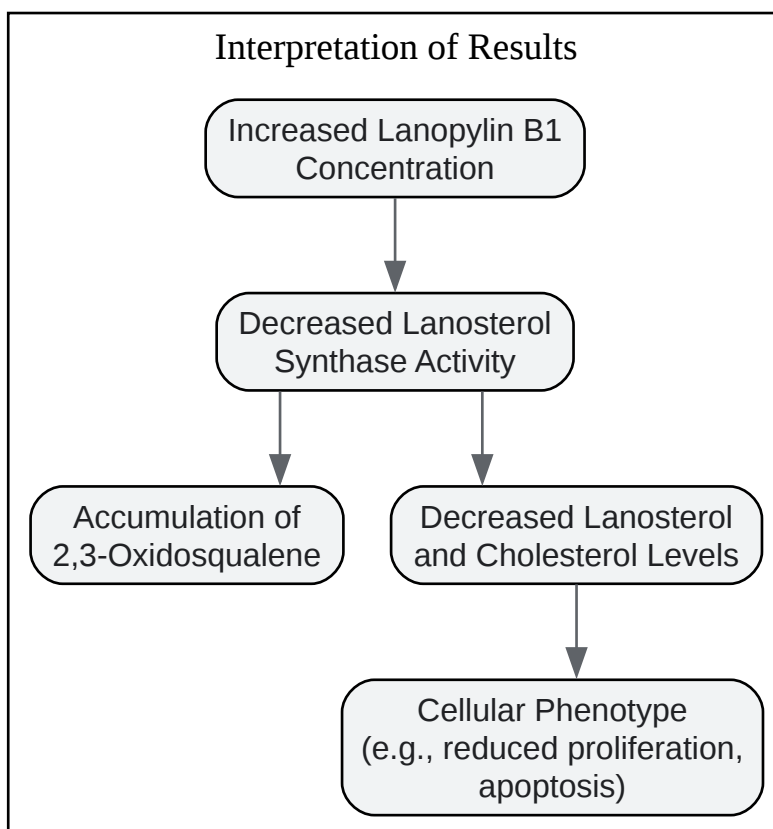 Interpretation of Results
Increased Lanopylin B1
Concentration
Decreased Lanosterol
Synthase Activity
Accumulation of
2,3-Oxidosqualene
Decreased Lanosterol
and Cholesterol Levels
Cellular Phenotype
(e.g., reduced proliferation,
apoptosis)